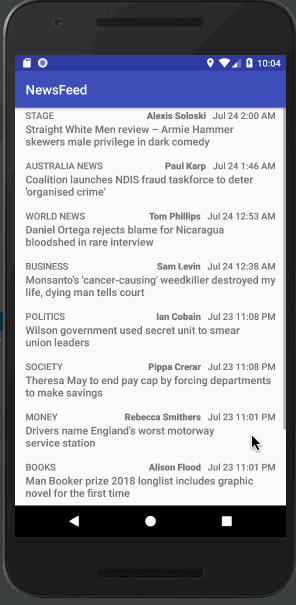 10:04
NewsFeed
STAGE Alexis Soloski Jul 24 2:00 AM
Straight White Men review – Armie Hammer
skewers male privilege in dark comedy
AUSTRALIA NEWS Paul Karp Jul 24 1:46 AM
Coalition launches NDIS fraud taskforce to deter
'organised crime'
WORLD NEWS Tom Phillips Jul 24 12:53 AM
Daniel Ortega rejects blame for Nicaragua
bloodshed in rare interview
BUSINESS Sam Levin Jul 24 12:38 AM
Monsanto's 'cancer-causing' weedkiller destroyed my
life, dying man tells court
POLITICS Ian Cobain Jul 23 11:08 PM
Wilson government used secret unit to smear
union leaders
SOCIETY Pippa Crerar Jul 23 11:08 PM
Theresa May to end pay cap by forcing departments
to make savings
MONEY Rebecca Smithers Jul 23 11:01 PM
Drivers name England's worst motorway
service station
BOOKS Alison Flood Jul 23 11:01 PM
Man Booker prize 2018 longlist includes graphic
novel for the first time